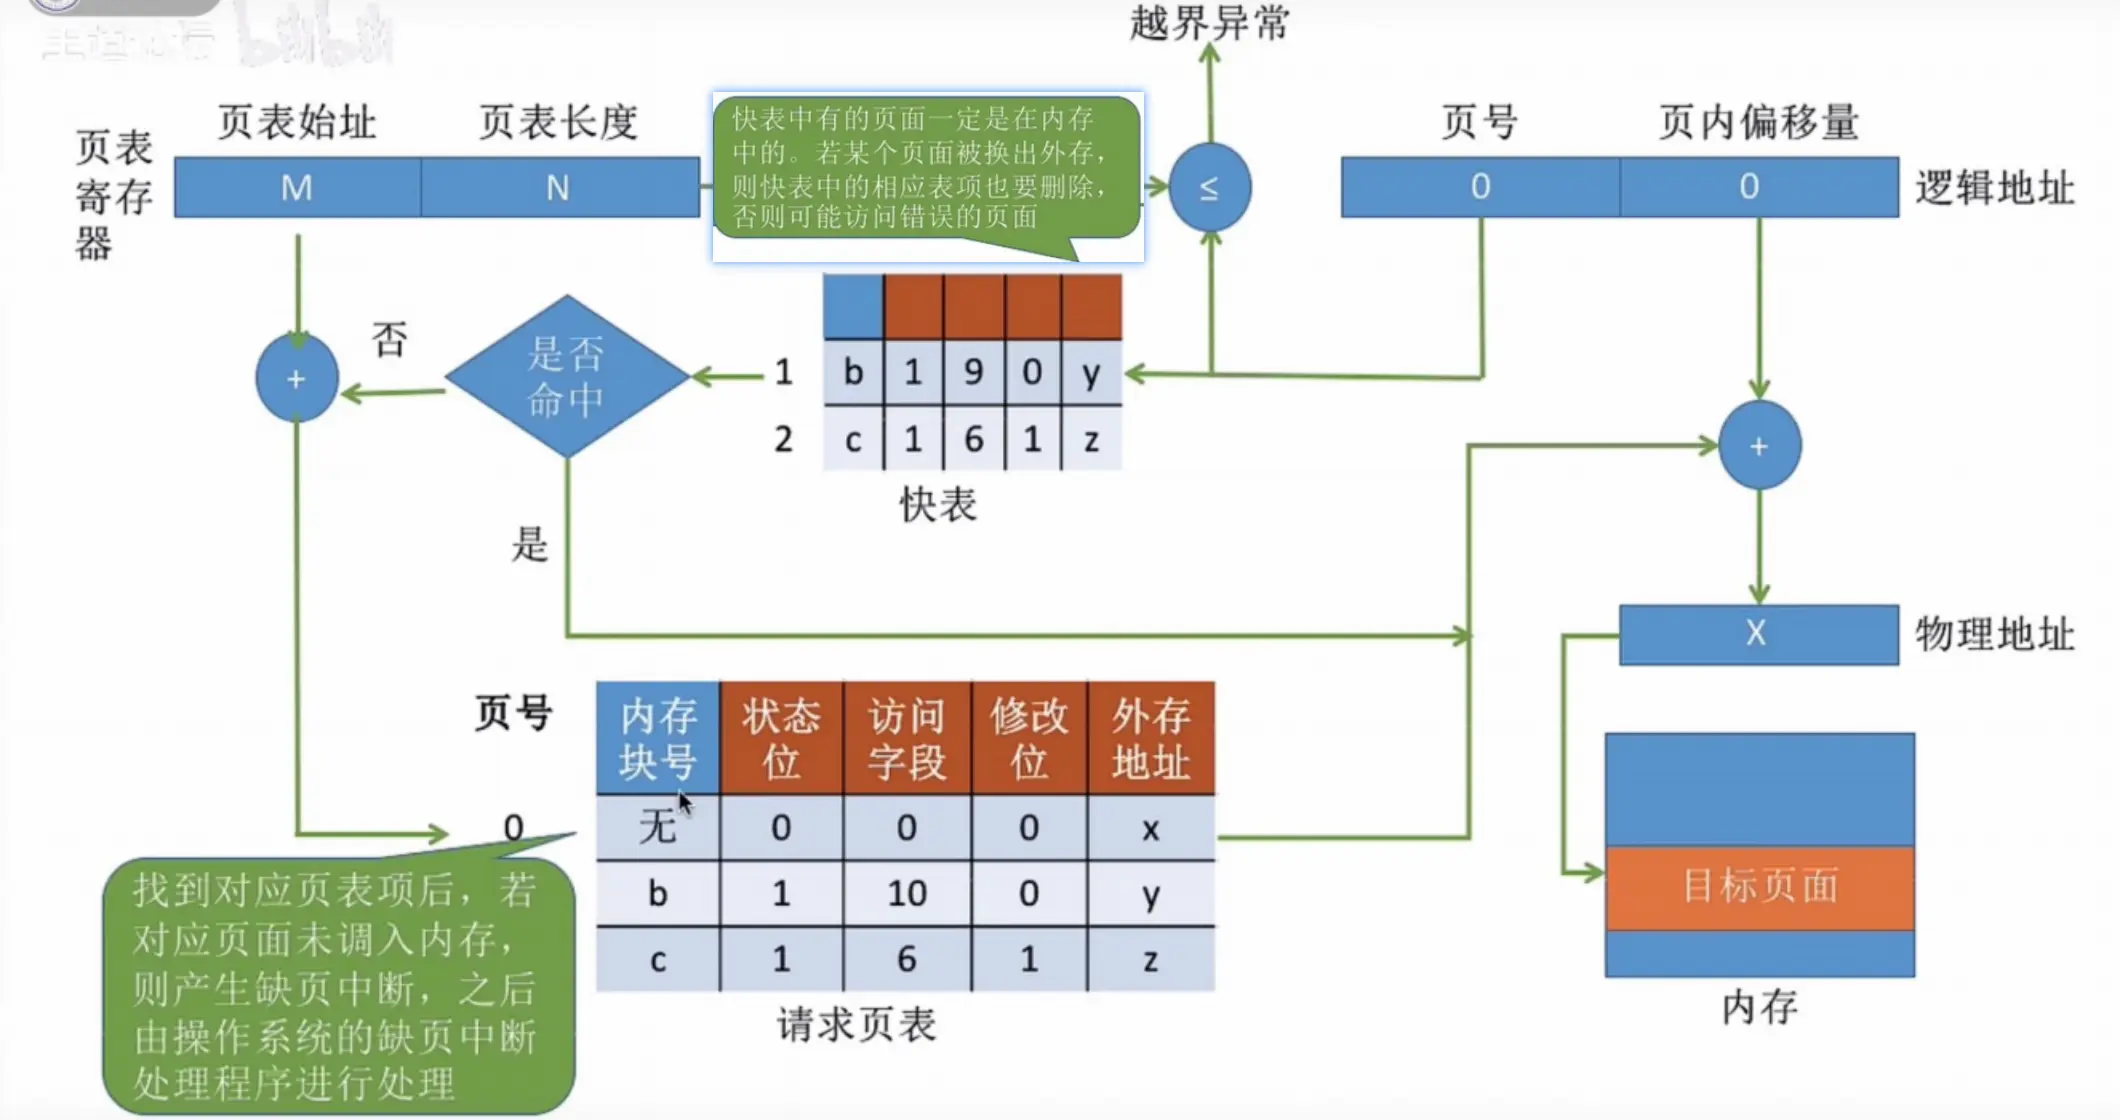 越界异常
页表始址
页表长度
页表
寄存
器
M
N
快表中有的页面一定是在内存
中的。若某个页面被换出外存，
则快表中的相应表项也要删除，
否则可能访问错误的页面
≤
页号
页内偏移量
0
0
逻辑地址
+
否
是否
命中
1
b 1 9 0 y
2
c 1 6 1 z
快表
+
是
X
物理地址
页号
内存
块号
状态
位
访问
字段
修改
位
外存
地址
0
无 0 0 0 x
b 1 10 0 y
c 1 6 1 z
请求页表
找到对应页表项后，若
对应页面未调入内存，
则产生缺页中断，之后
由操作系统的缺页中断
处理程序进行处理
目标页面
内存
bilibili